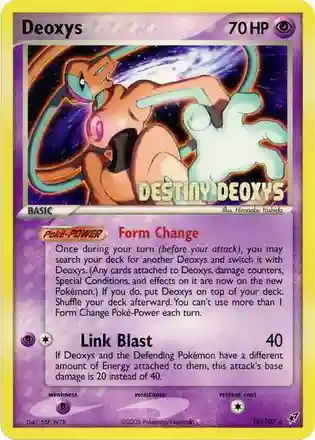 Deoxys 70 HP
DESTINY DEOXYS
Illus. Hironobu Yoshida
BASIC
Poké-POWER Form Change
Once during your turn (before your attack), you may
search your deck for another Deoxys and switch it with
Deoxys. (Any cards attached to Deoxys, damage counters,
Special Conditions, and effects on it are now on the new
Pokémon.) If you do, put Deoxys on top of your deck.
Shuffle your deck afterward. You can't use more than 1
Form Change Poké-Power each turn.
Link Blast 40
If Deoxys and the Defending Pokémon have a different
amount of Energy attached to them, this attack's base
damage is 20 instead of 40.
weakness resistance retreat cost
©2005 Pokémon/Nintendo